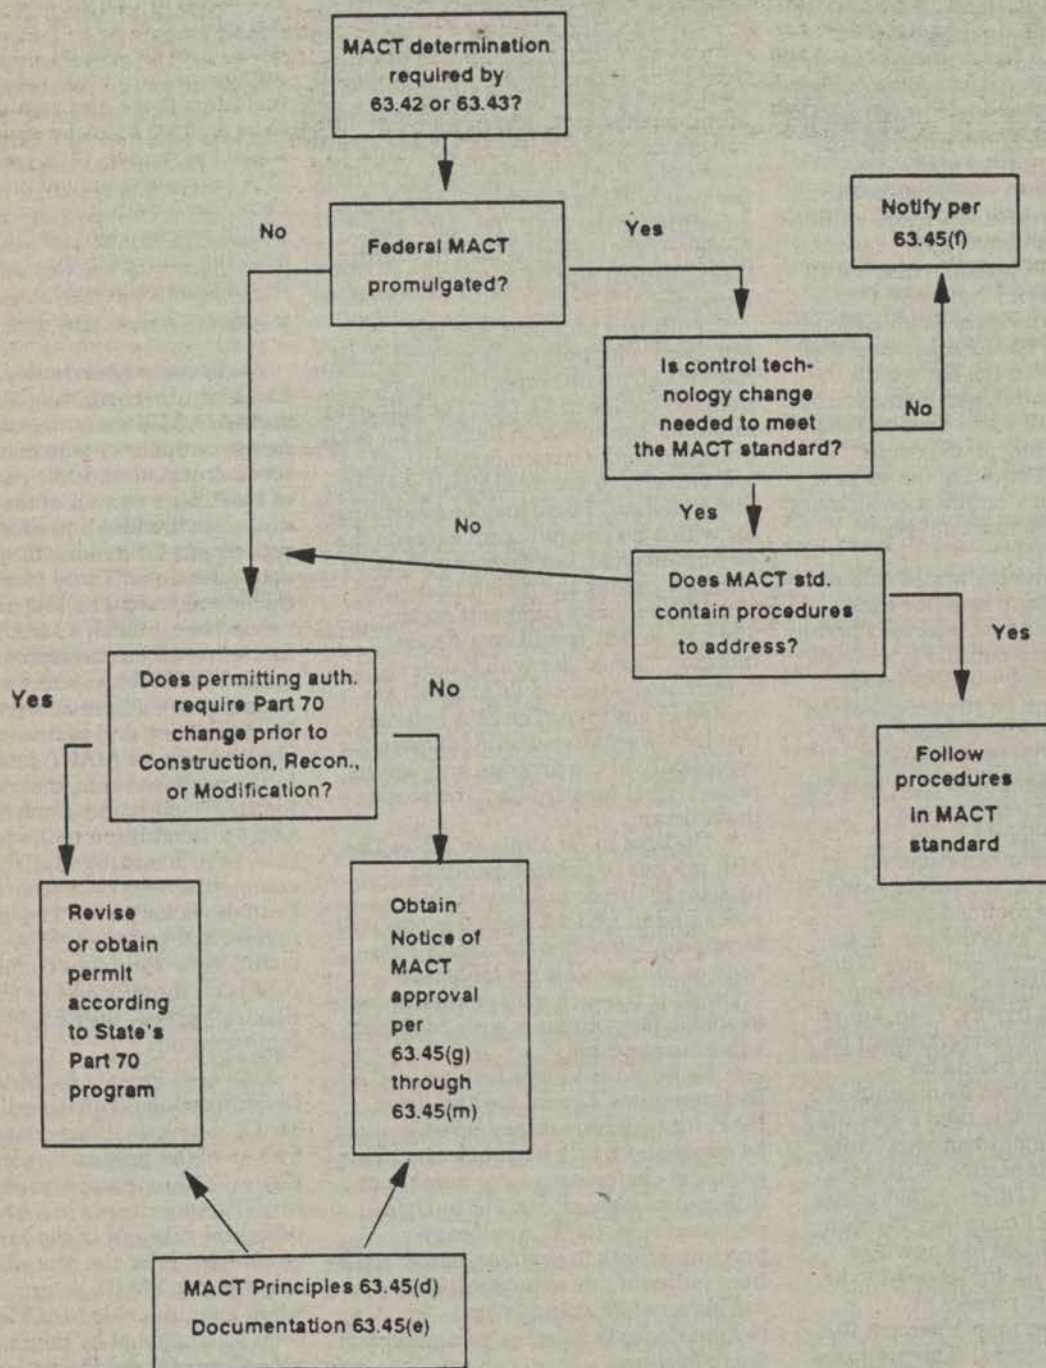 MACT determination
required by
63.42 or 63.43?
No
Federal MACT
promulgated?
Yes
Notify per
63.45(f)
Is control tech-
nology change
needed to meet
the MACT standard?
No
Yes
No
Does MACT std.
contain procedures
to address?
Yes
Yes
Does permitting auth.
require Part 70
change prior to
Construction, Recon.,
or Modification?
No
Follow
procedures
in MACT
standard
Revise
or obtain
permit
according
to State's
Part 70
program
Obtain
Notice of
MACT
approval
per
63.45(g)
through
63.45(m)
MACT Principles 63.45(d)
Documentation 63.45(e)